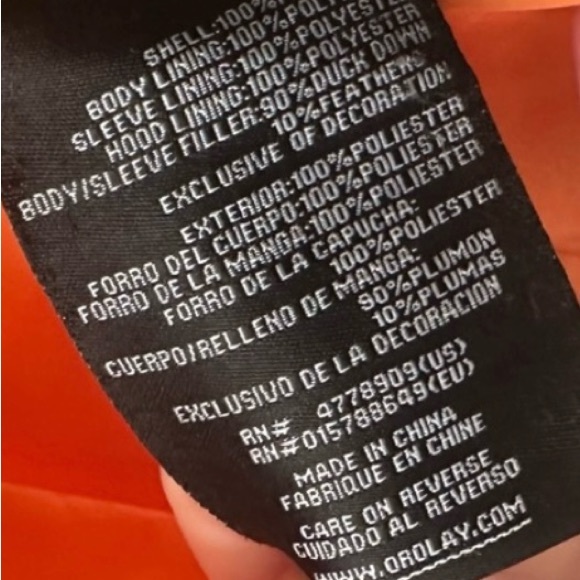 SHELL:100%
BODY LINING:100%POLYESTER
SLEEVE LINING:100%POLYESTER
HOOD LINING:100%POLYESTER
BODY/SLEEVE FILLER:90%DUCK DOWN
10%FEATHERS
EXCLUSIVE OF DECORATION
EXTERIOR:100%POLIESTER
FORRO DEL CUERPO:100%POLIESTER
FORRO DE LA MANGA:100%POLIESTER
FORRO DE LA CAPUCHA:
100%POLIESTER
CUERPO/RELLENO DE MANGA:
90%PLUMON
10%PLUMAS
EXCLUSIVO DE LA DECORACION
RN# 4778909(US)
RN#015788649(EU)
MADE IN CHINA
FABRIQUE EN CHINE
CARE ON REVERSE
CUIDADO AL REVERSO
WWW.OROLAY.COM